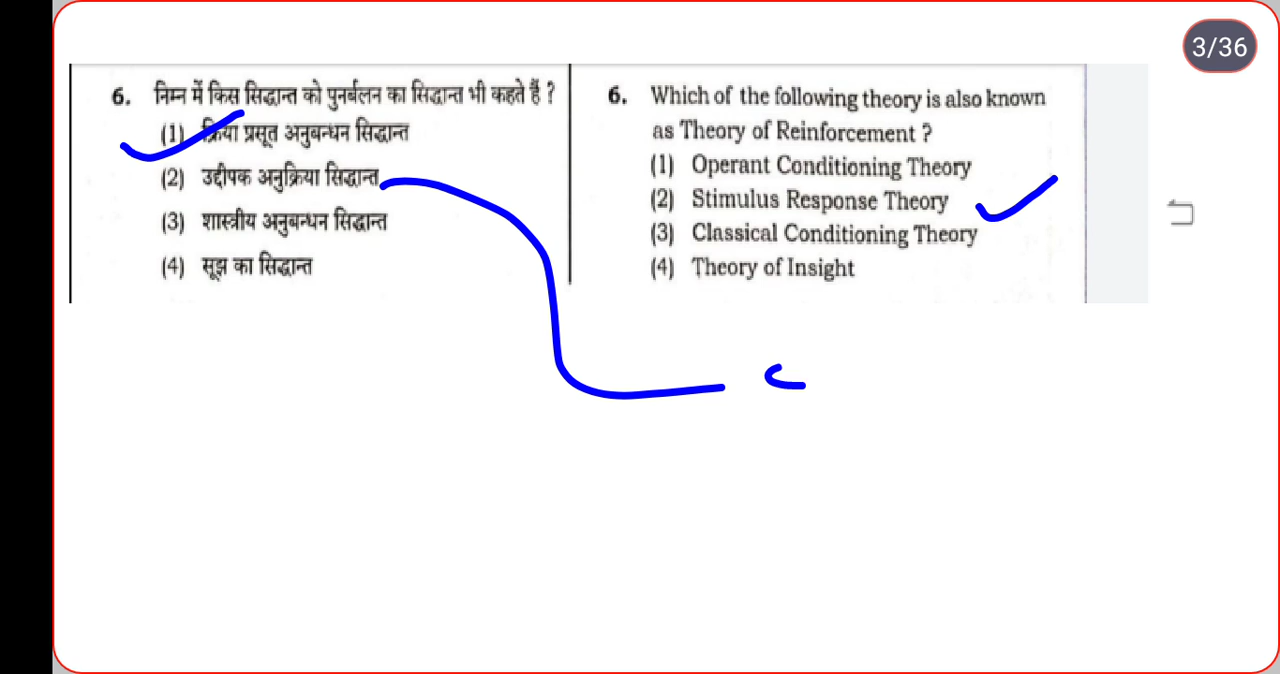 3/36
6. निम्न में किस सिद्धान्त को पुनर्बलन का सिद्धान्त भी कहते हैं ?
(1) क्रिया प्रसूत अनुबन्धन सिद्धान्त
(2) उद्दीपक अनुक्रिया सिद्धान्त
(3) शास्त्रीय अनुबन्धन सिद्धान्त
(4) सूझ का सिद्धान्त
6. Which of the following theory is also known
as Theory of Reinforcement ?
(1) Operant Conditioning Theory
(2) Stimulus Response Theory
(3) Classical Conditioning Theory
(4) Theory of Insight